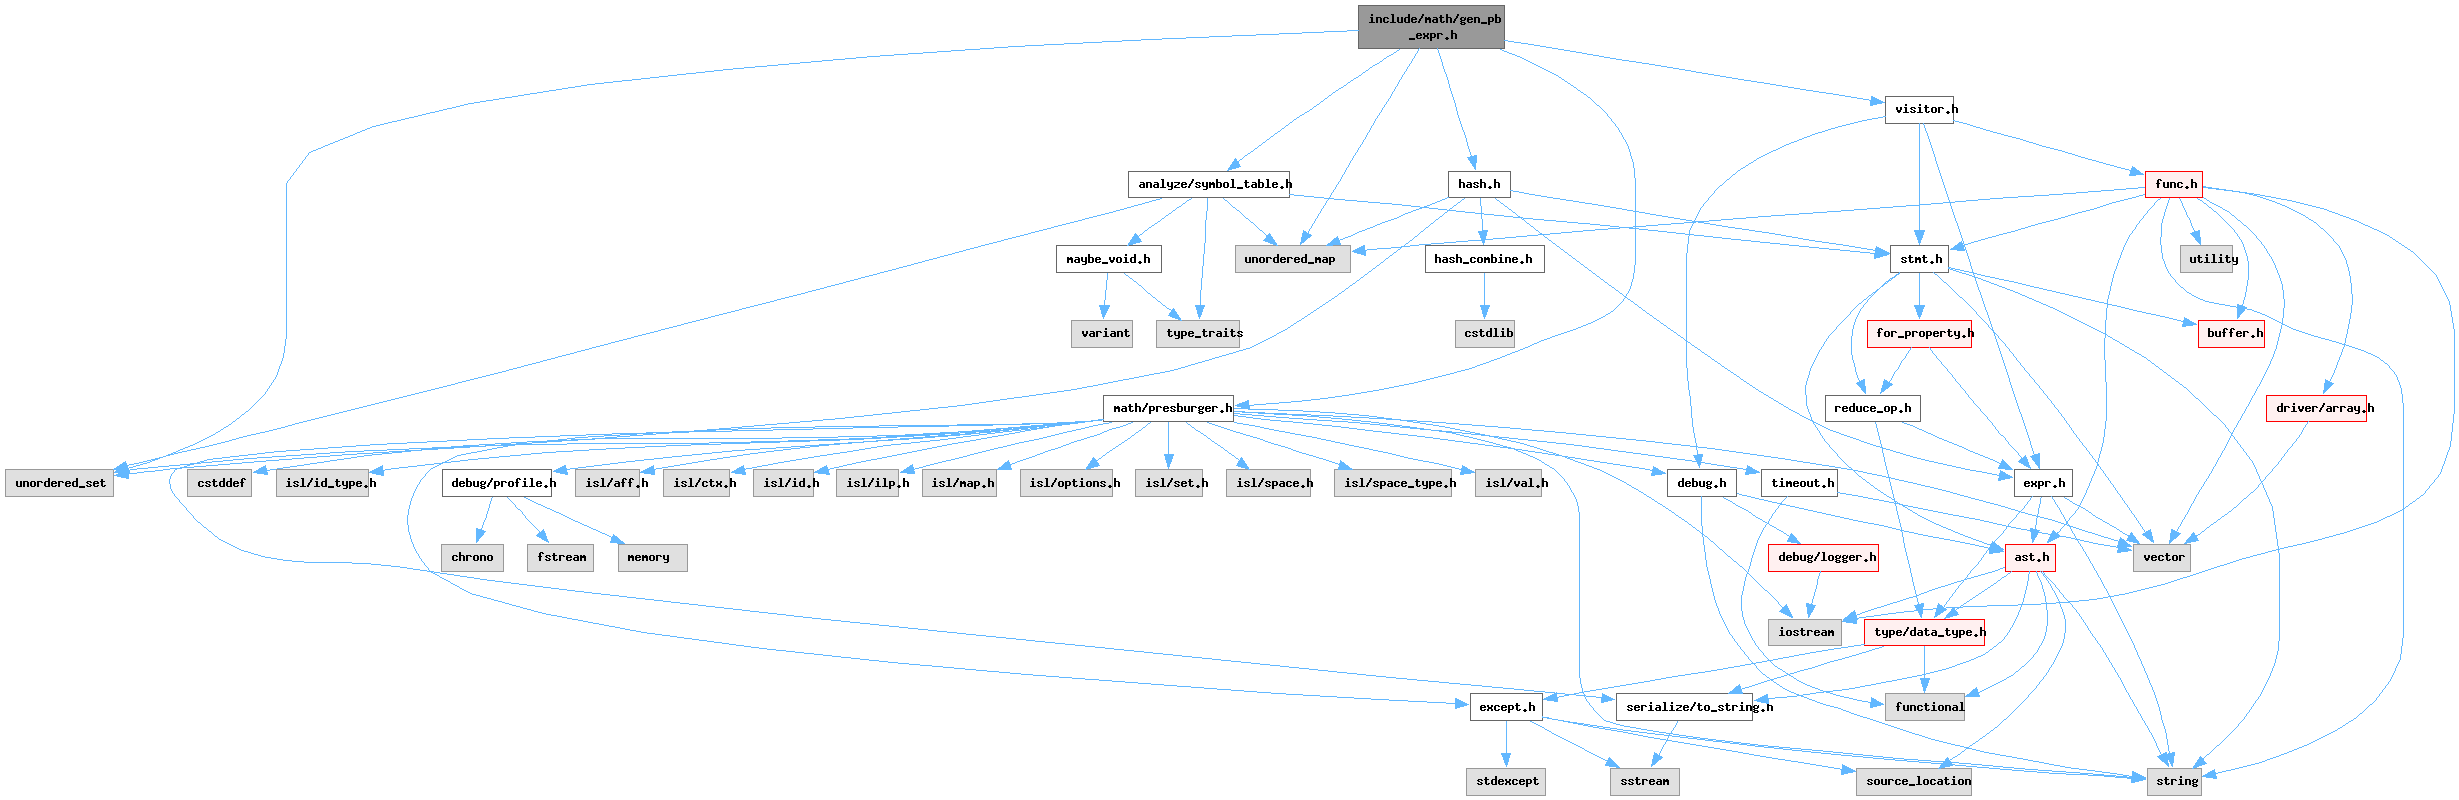 include/math/gen_pb
_expr.h
visitor.h
analyze/symbol_table.h
hash.h
func.h
maybe_void.h
unordered_map
hash_combine.h
stmt.h
utility
variant
type_traits
cstdlib
for_property.h
buffer.h
math/presburger.h
reduce_op.h
driver/array.h
unordered_set
cstddef
isl/id_type.h
debug/profile.h
isl/aff.h
isl/ctx.h
isl/id.h
isl/ilp.h
isl/map.h
isl/options.h
isl/set.h
isl/space.h
isl/space_type.h
isl/val.h
debug.h
timeout.h
expr.h
chrono
fstream
memory
debug/logger.h
ast.h
vector
iostream
type/data_type.h
except.h
serialize/to_string.h
functional
stdexcept
sstream
source_location
string